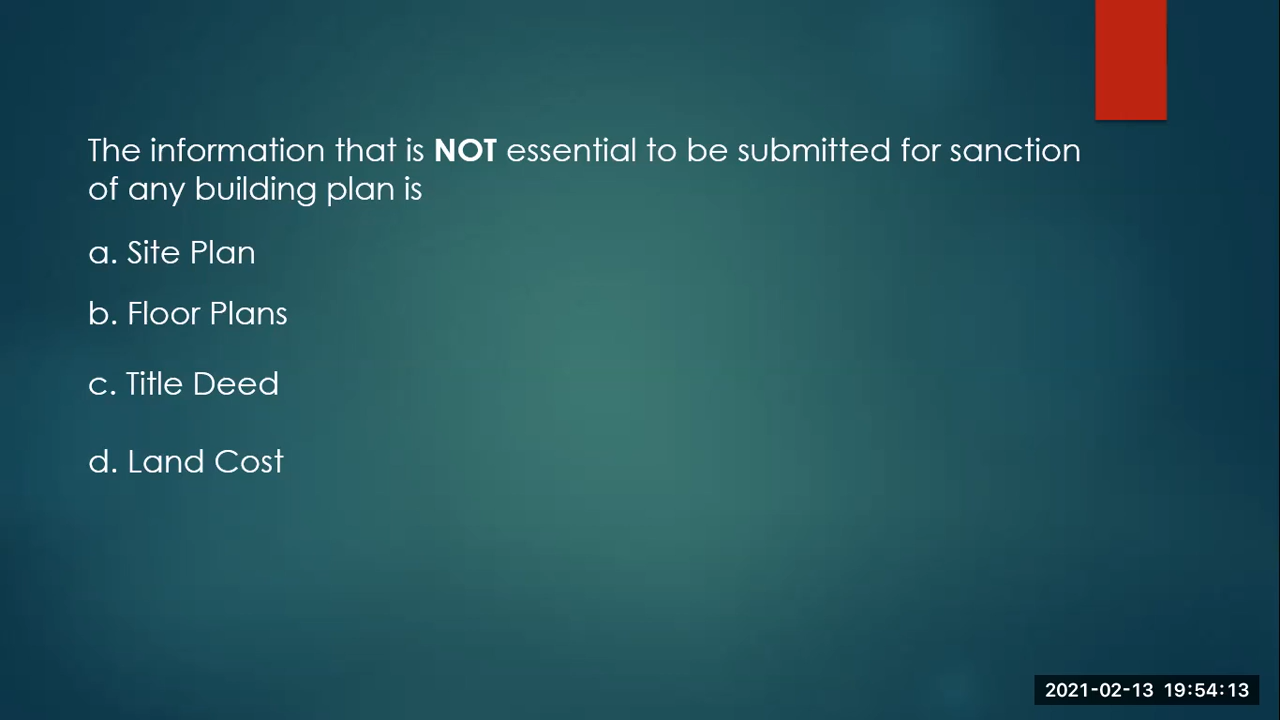 The information that is NOT essential to be submitted for sanction
of any building plan is
a. Site Plan
b. Floor Plans
c. Title Deed
d. Land Cost
2021-02-13 19:54:13